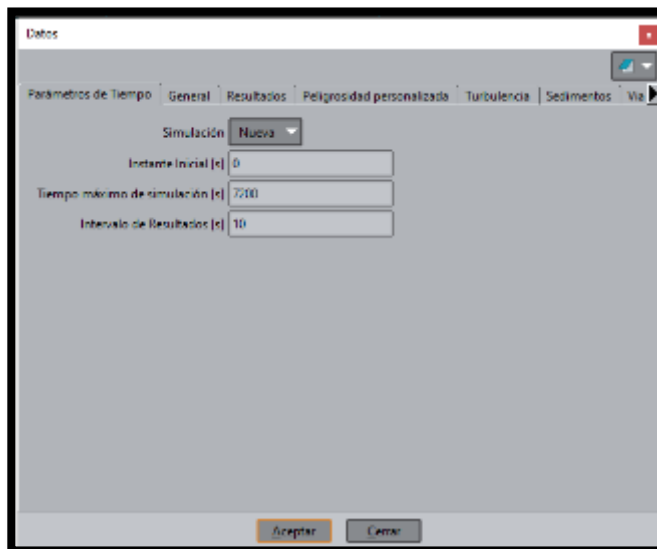 Datos
Parámetros de Tiempo General Resultados Peligrosidad personalizada Turbulencia Sedimentos Via
Simulación Nueva
Instante Inicial [s] 0
Tiempo máximo de simulación [s] 7200
Intervalo de Resultados [s] 10
Aceptar Cerrar